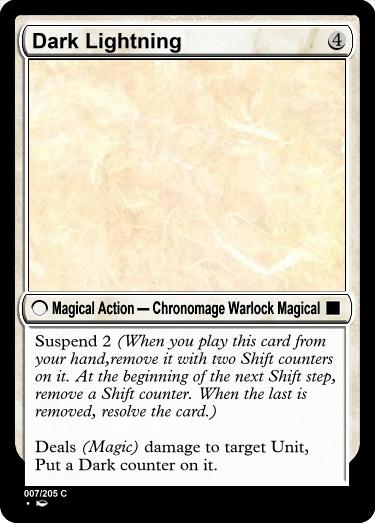 Dark Lightning 4
Magical Action — Chronomage Warlock Magical
Suspend 2 (When you play this card from
your hand,remove it with two Shift counters
on it. At the beginning of the next Shift step,
remove a Shift counter. When the last is
removed, resolve the card.)
Deals (Magic) damage to target Unit,
Put a Dark counter on it.
007/205 C